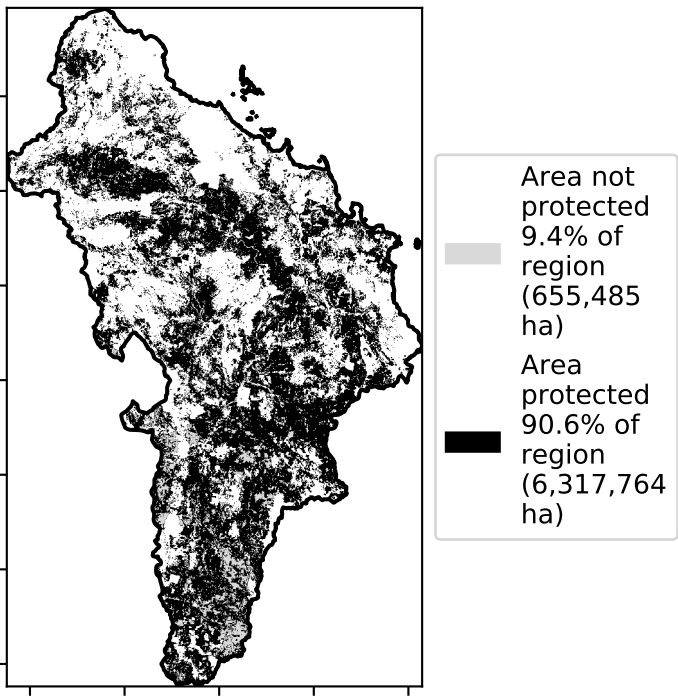 Area not
protected
9.4% of
region
(655,485
ha)
Area
protected
90.6% of
region
(6,317,764
ha)